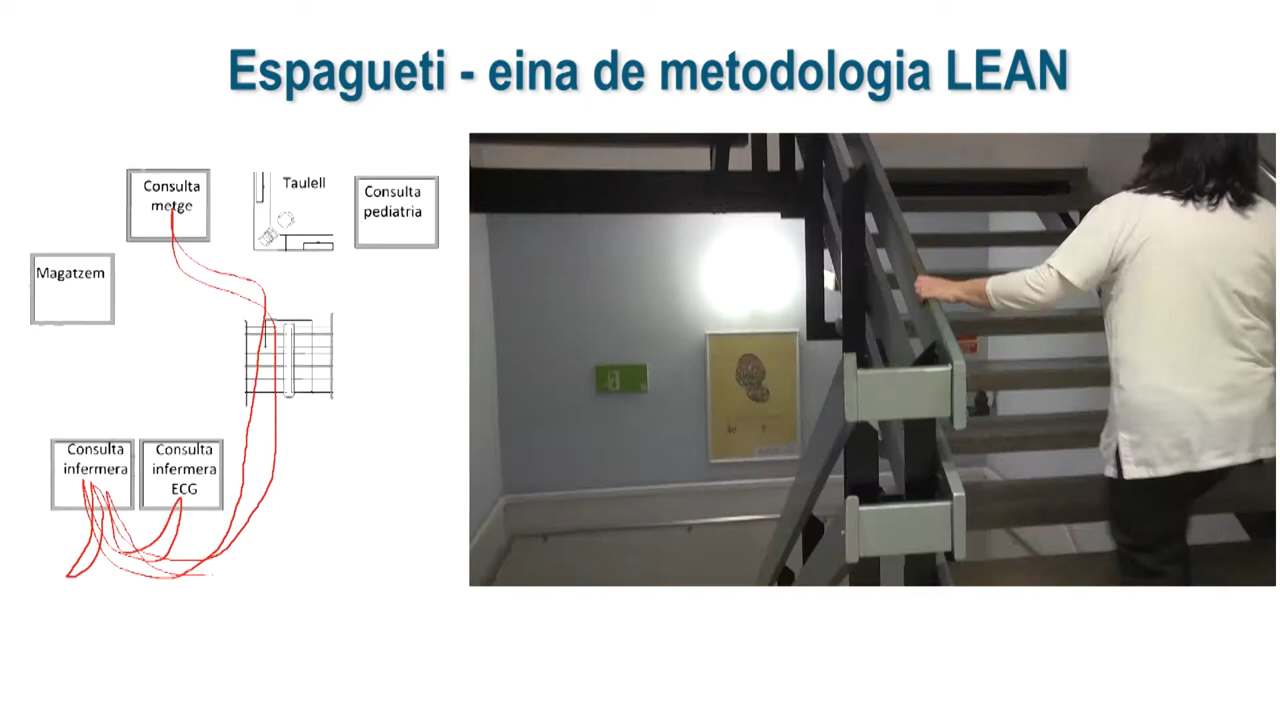 Espagueti - eina de metodologia LEAN
Consulta
metge
Taulell
Consulta
pediatria
Magatzem
Consulta
infermera
Consulta
infermera
ECG